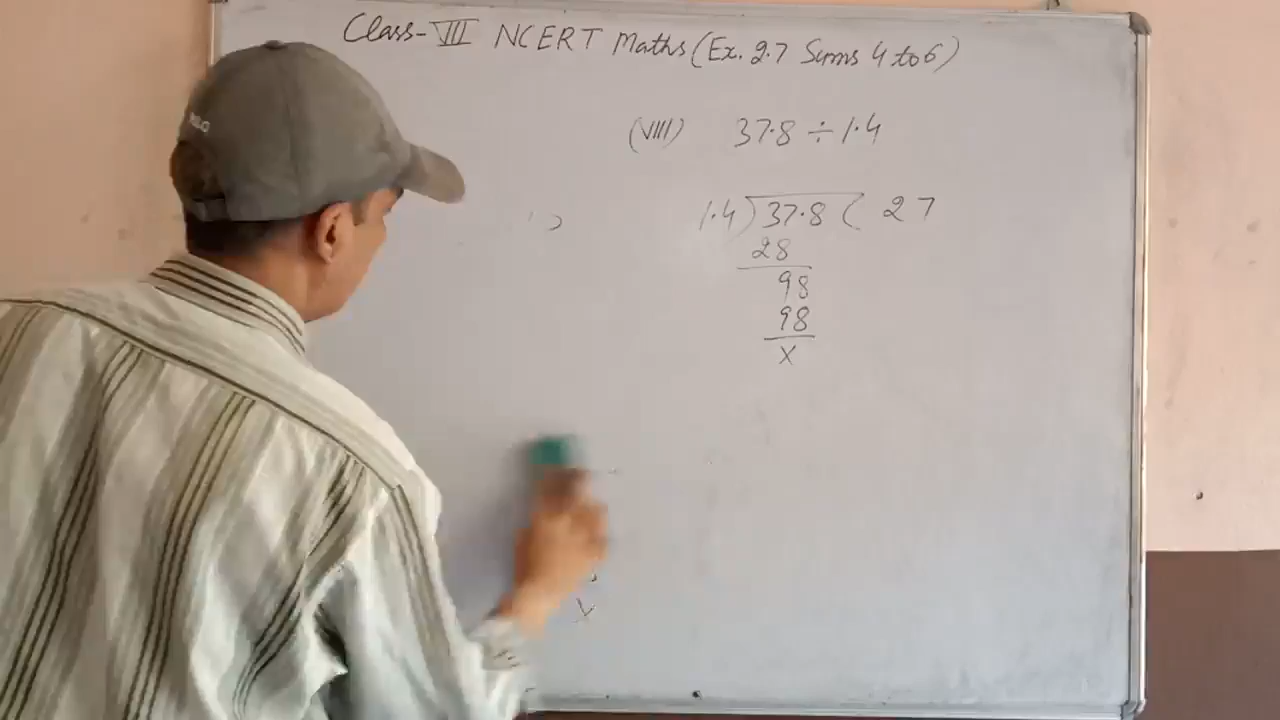 Class-VII NCERT Maths (Ex. 2.7 Sums 4 to 6)
(VIII) 37.8 ÷ 1.4
1.4) 37.8 ( 27
28
98
98
x